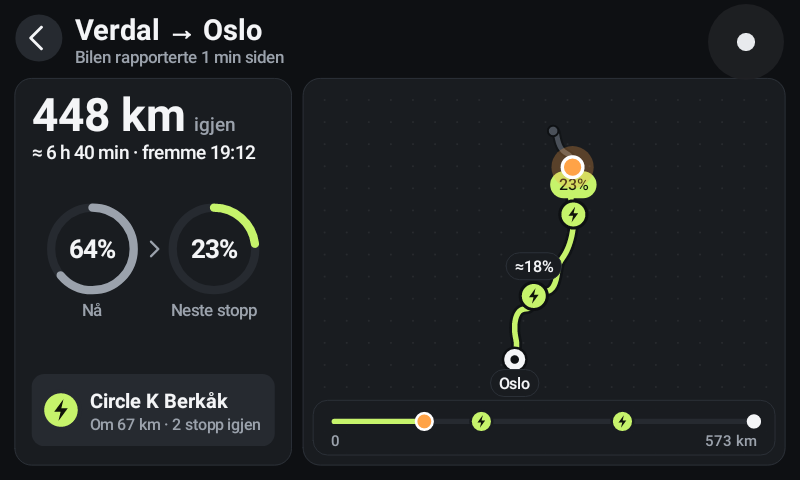 Verdal → Oslo
Bilen rapporterte 1 min siden
448 km igjen
≈ 6 h 40 min · fremme 19:12
64%
23%
Nå
Neste stopp
Circle K Berkåk
Om 67 km · 2 stopp igjen
23%
≈18%
Oslo
0
573 km